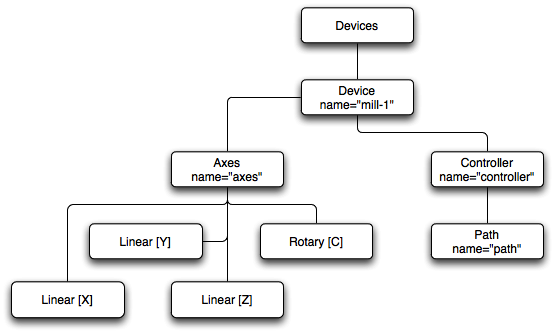 Devices
Device
name="mill-1"
Axes
name="axes"
Controller
name="controller"
Linear [Y]
Rotary [C]
Path
name="path"
Linear [X]
Linear [Z]